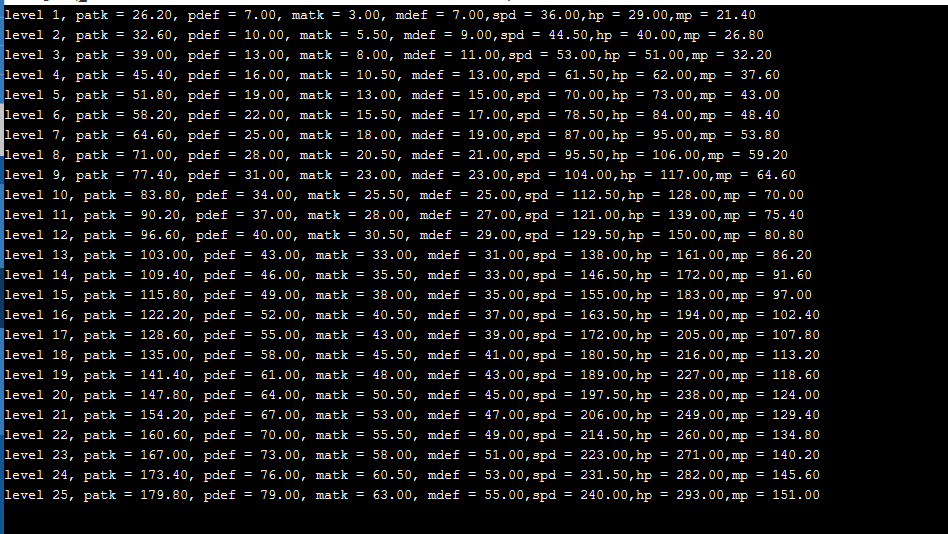 level 1, patk = 26.20, pdef = 7.00, matk = 3.00, mdef = 7.00,spd = 36.00,hp = 29.00,mp = 21.40
level 2, patk = 32.60, pdef = 10.00, matk = 5.50, mdef = 9.00,spd = 44.50,hp = 40.00,mp = 26.80
level 3, patk = 39.00, pdef = 13.00, matk = 8.00, mdef = 11.00,spd = 53.00,hp = 51.00,mp = 32.20
level 4, patk = 45.40, pdef = 16.00, matk = 10.50, mdef = 13.00,spd = 61.50,hp = 62.00,mp = 37.60
level 5, patk = 51.80, pdef = 19.00, matk = 13.00, mdef = 15.00,spd = 70.00,hp = 73.00,mp = 43.00
level 6, patk = 58.20, pdef = 22.00, matk = 15.50, mdef = 17.00,spd = 78.50,hp = 84.00,mp = 48.40
level 7, patk = 64.60, pdef = 25.00, matk = 18.00, mdef = 19.00,spd = 87.00,hp = 95.00,mp = 53.80
level 8, patk = 71.00, pdef = 28.00, matk = 20.50, mdef = 21.00,spd = 95.50,hp = 106.00,mp = 59.20
level 9, patk = 77.40, pdef = 31.00, matk = 23.00, mdef = 23.00,spd = 104.00,hp = 117.00,mp = 64.60
level 10, patk = 83.80, pdef = 34.00, matk = 25.50, mdef = 25.00,spd = 112.50,hp = 128.00,mp = 70.00
level 11, patk = 90.20, pdef = 37.00, matk = 28.00, mdef = 27.00,spd = 121.00,hp = 139.00,mp = 75.40
level 12, patk = 96.60, pdef = 40.00, matk = 30.50, mdef = 29.00,spd = 129.50,hp = 150.00,mp = 80.80
level 13, patk = 103.00, pdef = 43.00, matk = 33.00, mdef = 31.00,spd = 138.00,hp = 161.00,mp = 86.20
level 14, patk = 109.40, pdef = 46.00, matk = 35.50, mdef = 33.00,spd = 146.50,hp = 172.00,mp = 91.60
level 15, patk = 115.80, pdef = 49.00, matk = 38.00, mdef = 35.00,spd = 155.00,hp = 183.00,mp = 97.00
level 16, patk = 122.20, pdef = 52.00, matk = 40.50, mdef = 37.00,spd = 163.50,hp = 194.00,mp = 102.40
level 17, patk = 128.60, pdef = 55.00, matk = 43.00, mdef = 39.00,spd = 172.00,hp = 205.00,mp = 107.80
level 18, patk = 135.00, pdef = 58.00, matk = 45.50, mdef = 41.00,spd = 180.50,hp = 216.00,mp = 113.20
level 19, patk = 141.40, pdef = 61.00, matk = 48.00, mdef = 43.00,spd = 189.00,hp = 227.00,mp = 118.60
level 20, patk = 147.80, pdef = 64.00, matk = 50.50, mdef = 45.00,spd = 197.50,hp = 238.00,mp = 124.00
level 21, patk = 154.20, pdef = 67.00, matk = 53.00, mdef = 47.00,spd = 206.00,hp = 249.00,mp = 129.40
level 22, patk = 160.60, pdef = 70.00, matk = 55.50, mdef = 49.00,spd = 214.50,hp = 260.00,mp = 134.80
level 23, patk = 167.00, pdef = 73.00, matk = 58.00, mdef = 51.00,spd = 223.00,hp = 271.00,mp = 140.20
level 24, patk = 173.40, pdef = 76.00, matk = 60.50, mdef = 53.00,spd = 231.50,hp = 282.00,mp = 145.60
level 25, patk = 179.80, pdef = 79.00, matk = 63.00, mdef = 55.00,spd = 240.00,hp = 293.00,mp = 151.00